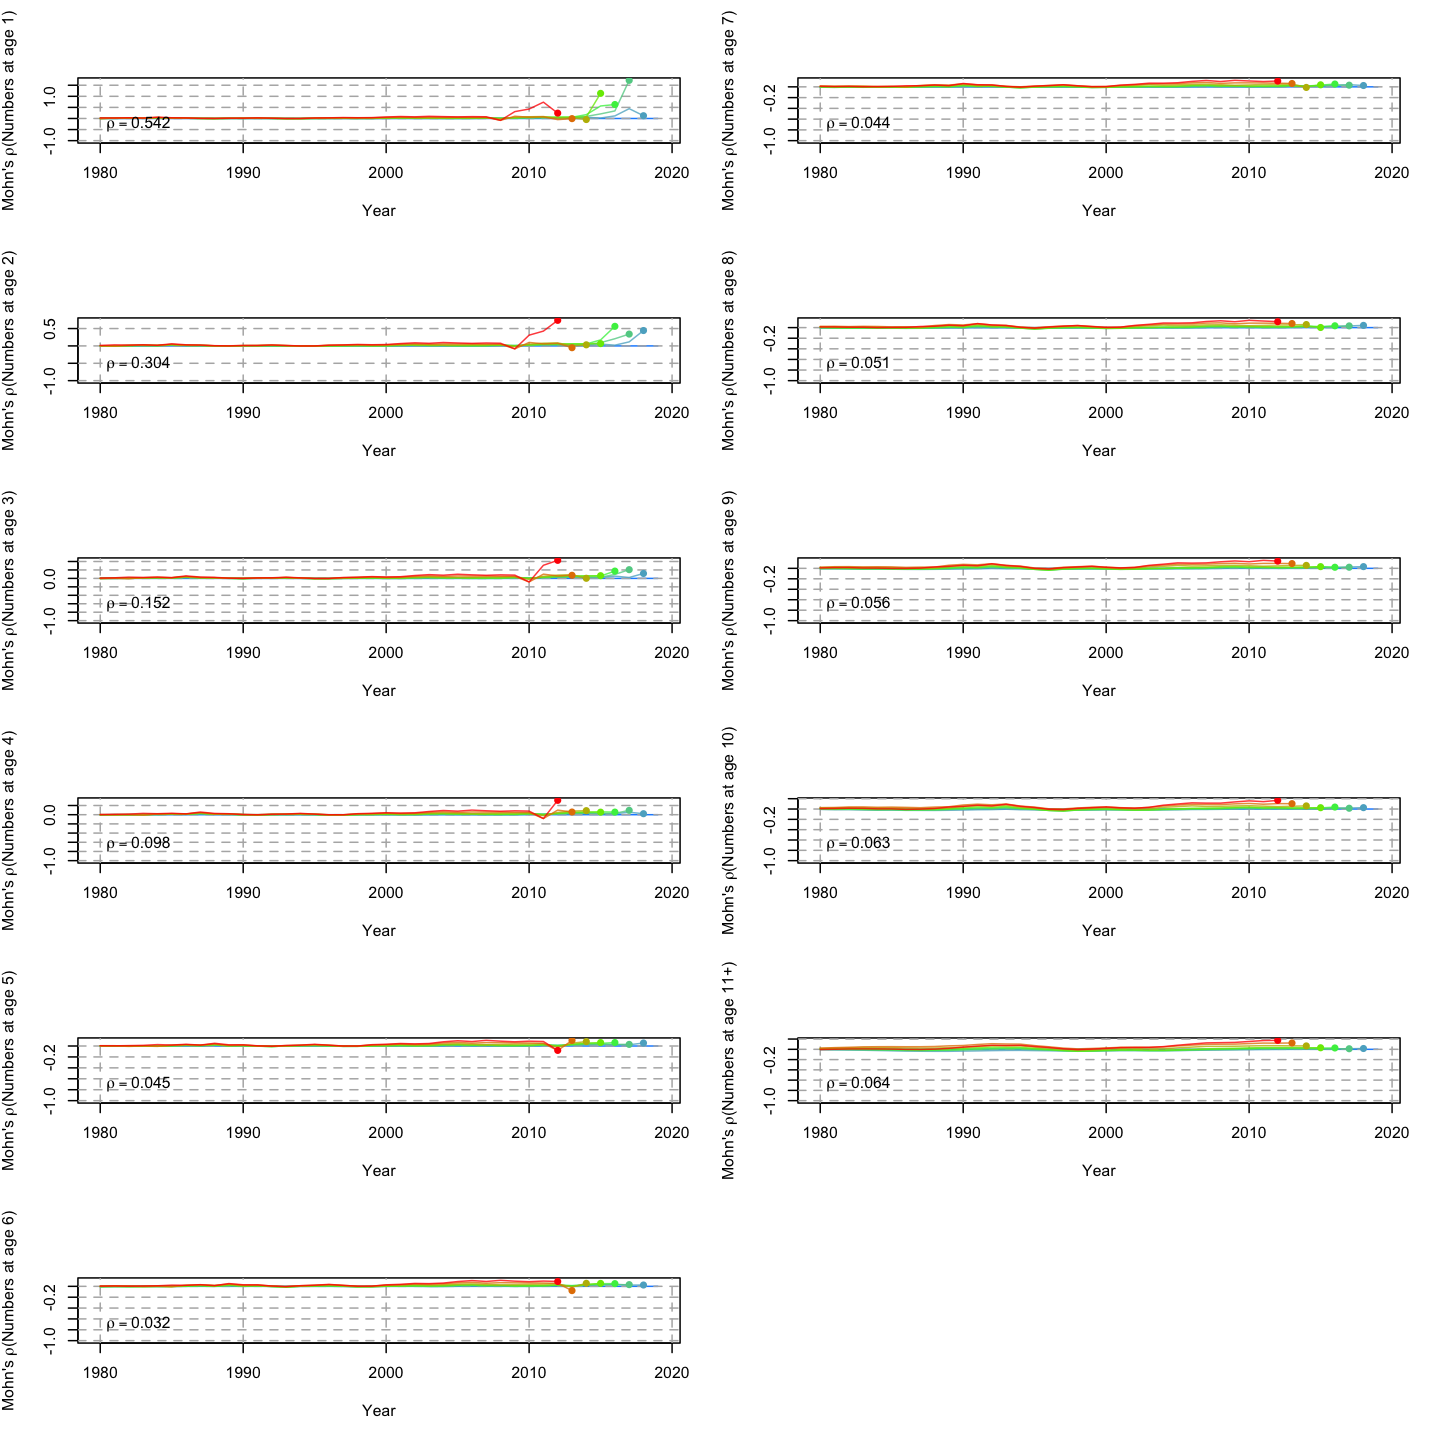 Mohn's ρ(Numbers at age 1)
1.0
-1.0
ρ = 0.542
1980 1990 2000 2010 2020
Year
Mohn's ρ(Numbers at age 2)
0.5
-1.0
ρ = 0.304
1980 1990 2000 2010 2020
Year
Mohn's ρ(Numbers at age 3)
0.0
-1.0
ρ = 0.152
1980 1990 2000 2010 2020
Year
Mohn's ρ(Numbers at age 4)
0.0
-1.0
ρ = 0.098
1980 1990 2000 2010 2020
Year
Mohn's ρ(Numbers at age 5)
-0.2
-1.0
ρ = 0.045
1980 1990 2000 2010 2020
Year
Mohn's ρ(Numbers at age 6)
-0.2
-1.0
ρ = 0.032
1980 1990 2000 2010 2020
Year
Mohn's ρ(Numbers at age 7)
-0.2
-1.0
ρ = 0.044
1980 1990 2000 2010 2020
Year
Mohn's ρ(Numbers at age 8)
-0.2
-1.0
ρ = 0.051
1980 1990 2000 2010 2020
Year
Mohn's ρ(Numbers at age 9)
-0.2
-1.0
ρ = 0.056
1980 1990 2000 2010 2020
Year
Mohn's ρ(Numbers at age 10)
-0.2
-1.0
ρ = 0.063
1980 1990 2000 2010 2020
Year
Mohn's ρ(Numbers at age 11+)
-0.2
-1.0
ρ = 0.064
1980 1990 2000 2010 2020
Year